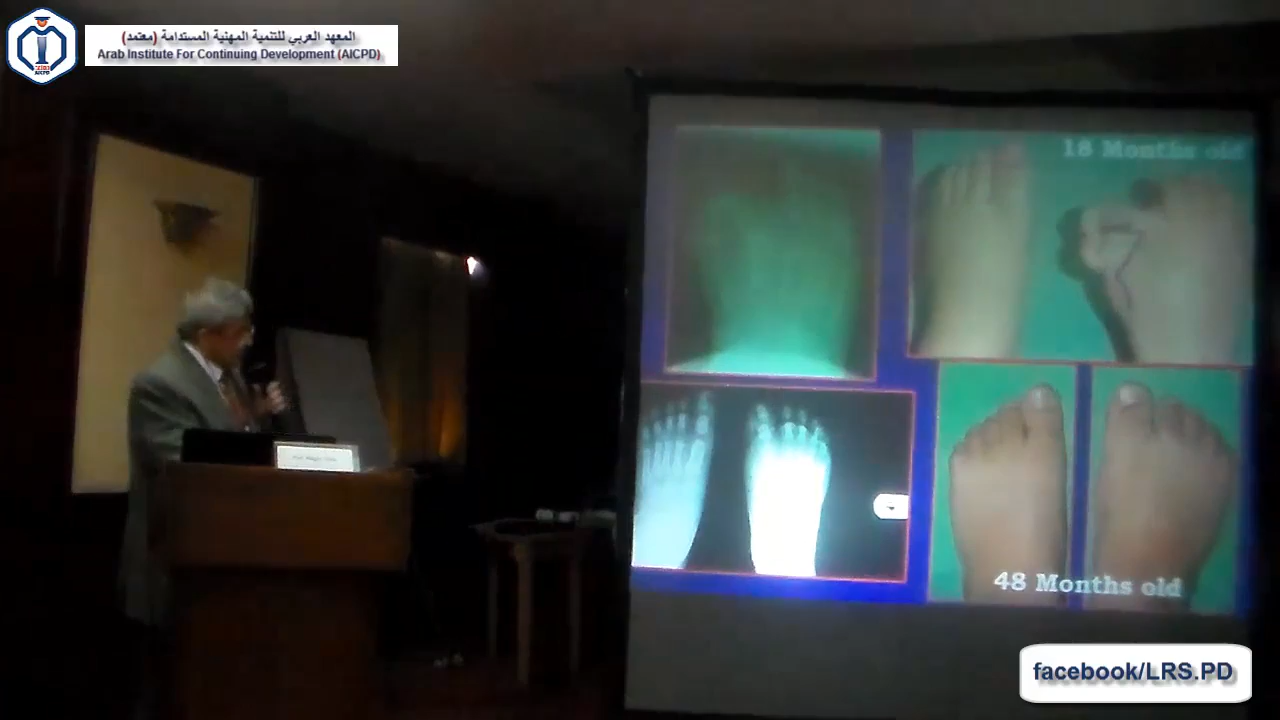 المعهد العربي للتنمية المهنية المستدامة (معتمد)
Arab Institute For Continuing Development (AICPD)
AICPD
18 Months old
48 Months old
facebook/LRS.PD